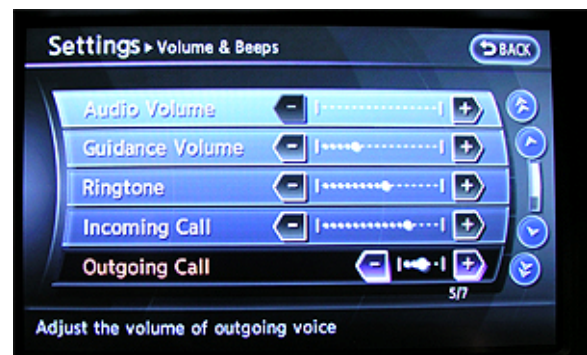 Settings ▸ Volume & Beeps
BACK
Audio Volume
Guidance Volume
Ringtone
Incoming Call
Outgoing Call
5/7
Adjust the volume of outgoing voice